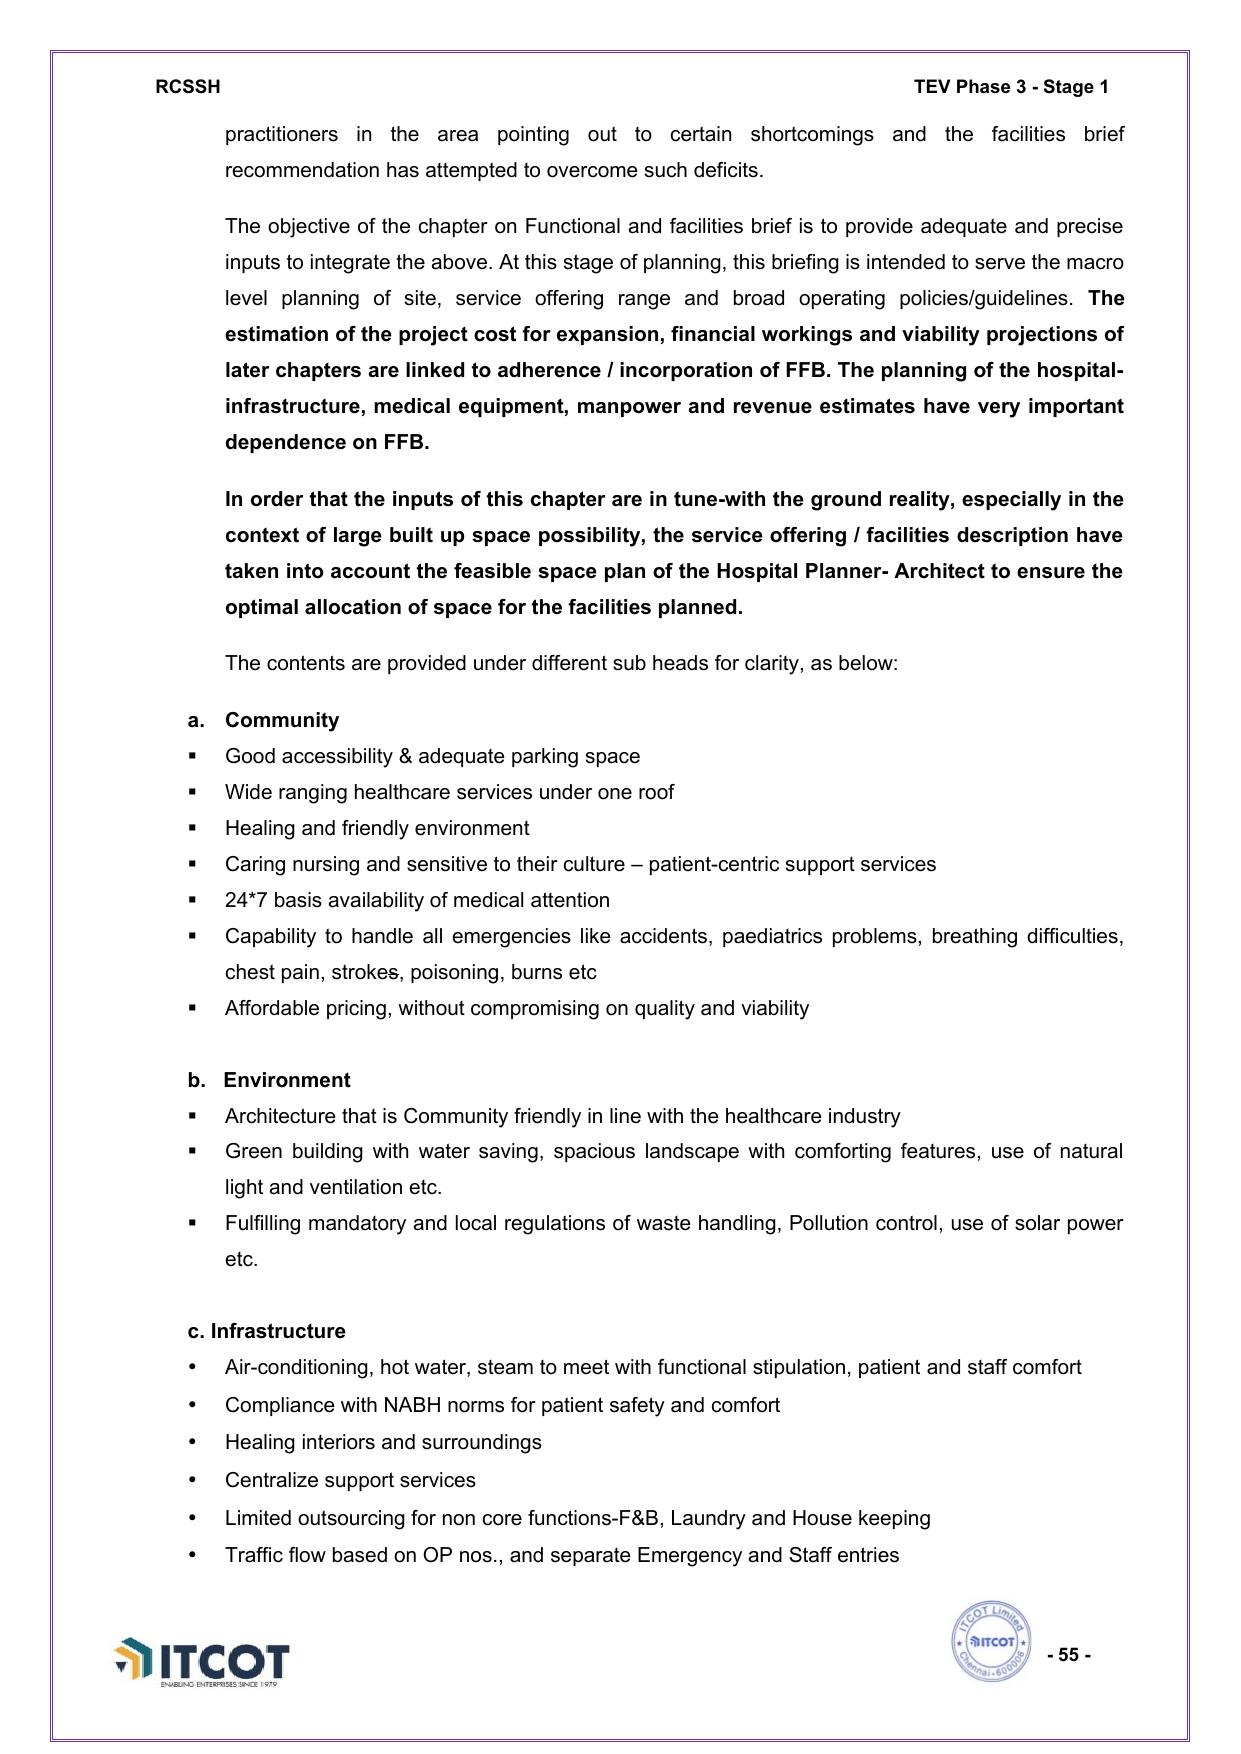 RCSSH TEV Phase 3 - Stage 1
practitioners in the area pointing out to certain shortcomings and the facilities brief
recommendation has attempted to overcome such deficits.
The objective of the chapter on Functional and facilities brief is to provide adequate and precise
inputs to integrate the above. At this stage of planning, this briefing is intended to serve the macro
level planning of site, service offering range and broad operating policies/guidelines. The
estimation of the project cost for expansion, financial workings and viability projections of
later chapters are linked to adherence / incorporation of FFB. The planning of the hospital-
infrastructure, medical equipment, manpower and revenue estimates have very important
dependence on FFB.
In order that the inputs of this chapter are in tune-with the ground reality, especially in the
context of large built up space possibility, the service offering / facilities description have
taken into account the feasible space plan of the Hospital Planner- Architect to ensure the
optimal allocation of space for the facilities planned.
The contents are provided under different sub heads for clarity, as below:
a. Community
▪ Good accessibility & adequate parking space
▪ Wide ranging healthcare services under one roof
▪ Healing and friendly environment
▪ Caring nursing and sensitive to their culture – patient-centric support services
▪ 24*7 basis availability of medical attention
▪ Capability to handle all emergencies like accidents, paediatrics problems, breathing difficulties,
chest pain, strokes, poisoning, burns etc
▪ Affordable pricing, without compromising on quality and viability
b. Environment
▪ Architecture that is Community friendly in line with the healthcare industry
▪ Green building with water saving, spacious landscape with comforting features, use of natural
light and ventilation etc.
▪ Fulfilling mandatory and local regulations of waste handling, Pollution control, use of solar power
etc.
c. Infrastructure
• Air-conditioning, hot water, steam to meet with functional stipulation, patient and staff comfort
• Compliance with NABH norms for patient safety and comfort
• Healing interiors and surroundings
• Centralize support services
• Limited outsourcing for non core functions-F&B, Laundry and House keeping
• Traffic flow based on OP nos., and separate Emergency and Staff entries
ITCOT
ENABLING ENTERPRISES SINCE 1979
ITCOT Limited
ITCOT
Chennai-600006
- 55 -